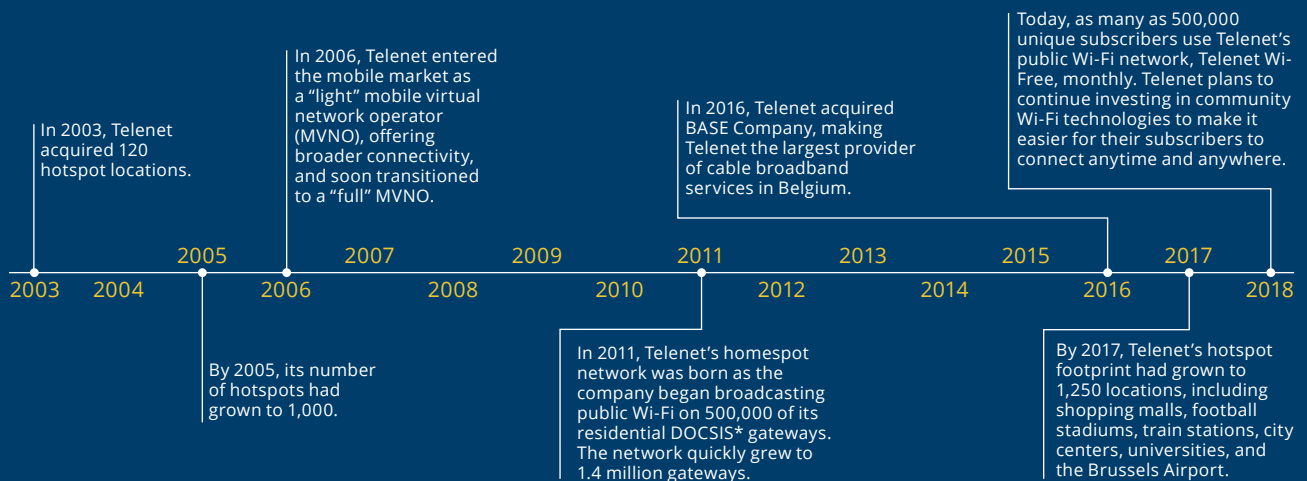 In 2003, Telenet
acquired 120
hotspot locations.
In 2006, Telenet entered
the mobile market as
a “light” mobile virtual
network operator
(MVNO), offering
broader connectivity,
and soon transitioned
to a “full” MVNO.
In 2016, Telenet acquired
BASE Company, making
Telenet the largest provider
of cable broadband
services in Belgium.
Today, as many as 500,000
unique subscribers use Telenet’s
public Wi-Fi network, Telenet Wi-
Free, monthly. Telenet plans to
continue investing in community
Wi-Fi technologies to make it
easier for their subscribers to
connect anytime and anywhere.
2005 2007 2009 2011 2013 2015 2017
2003 2004 2006 2008 2010 2012 2014 2016 2018
By 2005, its number
of hotspots had
grown to 1,000.
In 2011, Telenet’s homespot
network was born as the
company began broadcasting
public Wi-Fi on 500,000 of its
residential DOCSIS* gateways.
The network quickly grew to
1.4 million gateways.
By 2017, Telenet’s hotspot
footprint had grown to
1,250 locations, including
shopping malls, football
stadiums, train stations, city
centers, universities, and
the Brussels Airport.